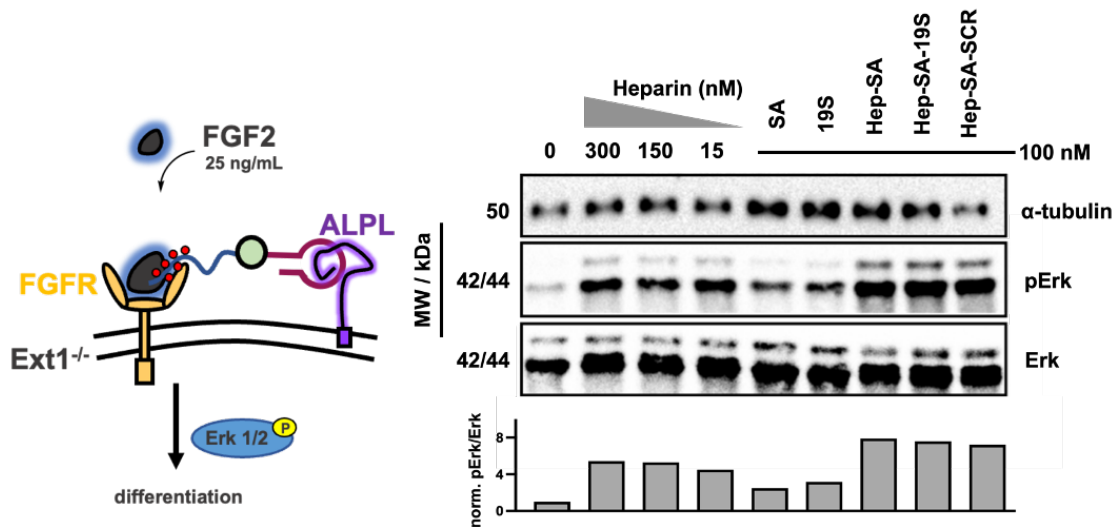 FGF2
25 ng/mL
ALPL
FGFR
Ext1-/-
Erk 1/2
P
differentiation
Heparin (nM)
SA
19S
Hep-SA
Hep-SA-19S
Hep-SA-SCR
0 300 150 15 100 nM
MW / kDa
50 α-tubulin
42/44 pErk
42/44 Erk
norm. pErk/Erk
8
4
0